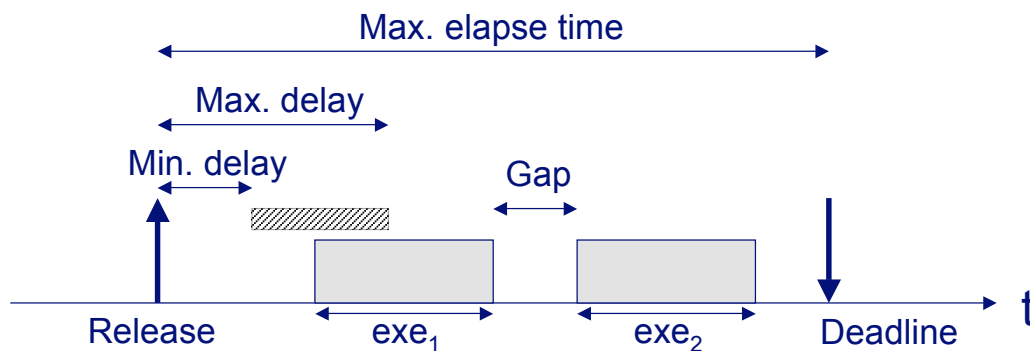 Max. elapse time
Max. delay
Min. delay
Gap
Release
exe₁
exe₂
Deadline
t